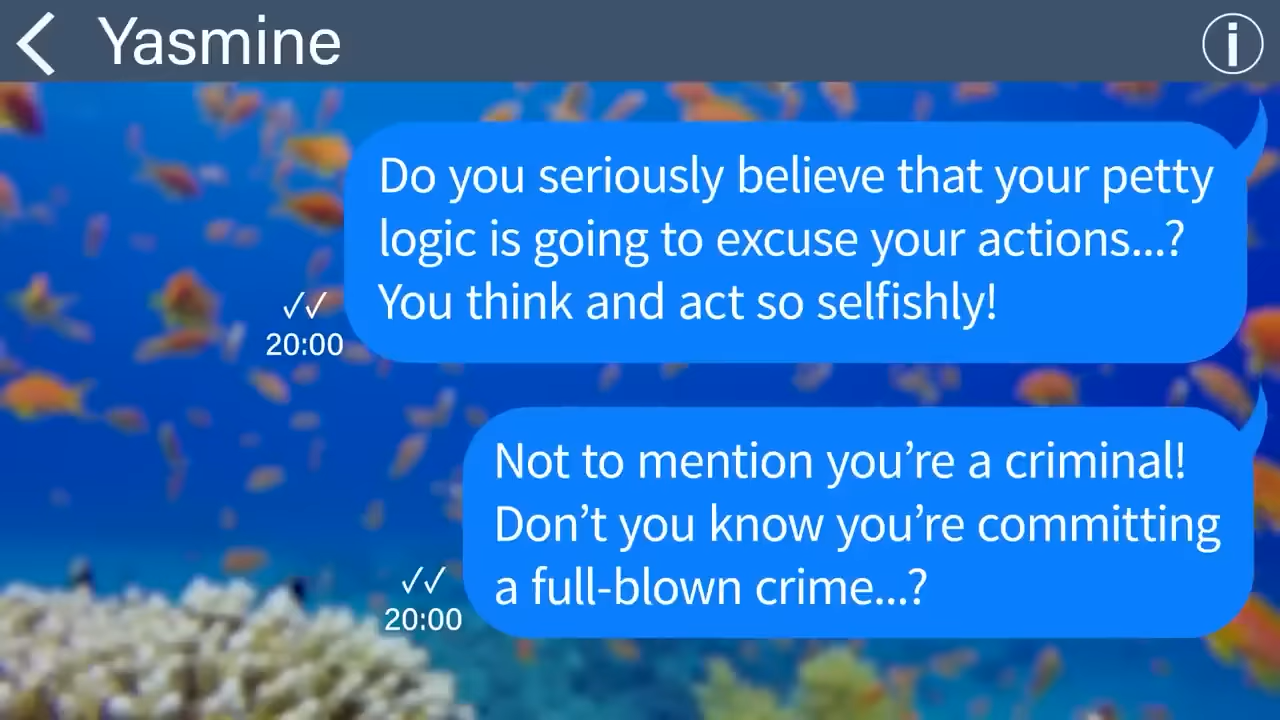 Yasmine
Do you seriously believe that your petty
logic is going to excuse your actions...?
You think and act so selfishly!
20:00
Not to mention you’re a criminal!
Don’t you know you’re committing
a full-blown crime...?
20:00